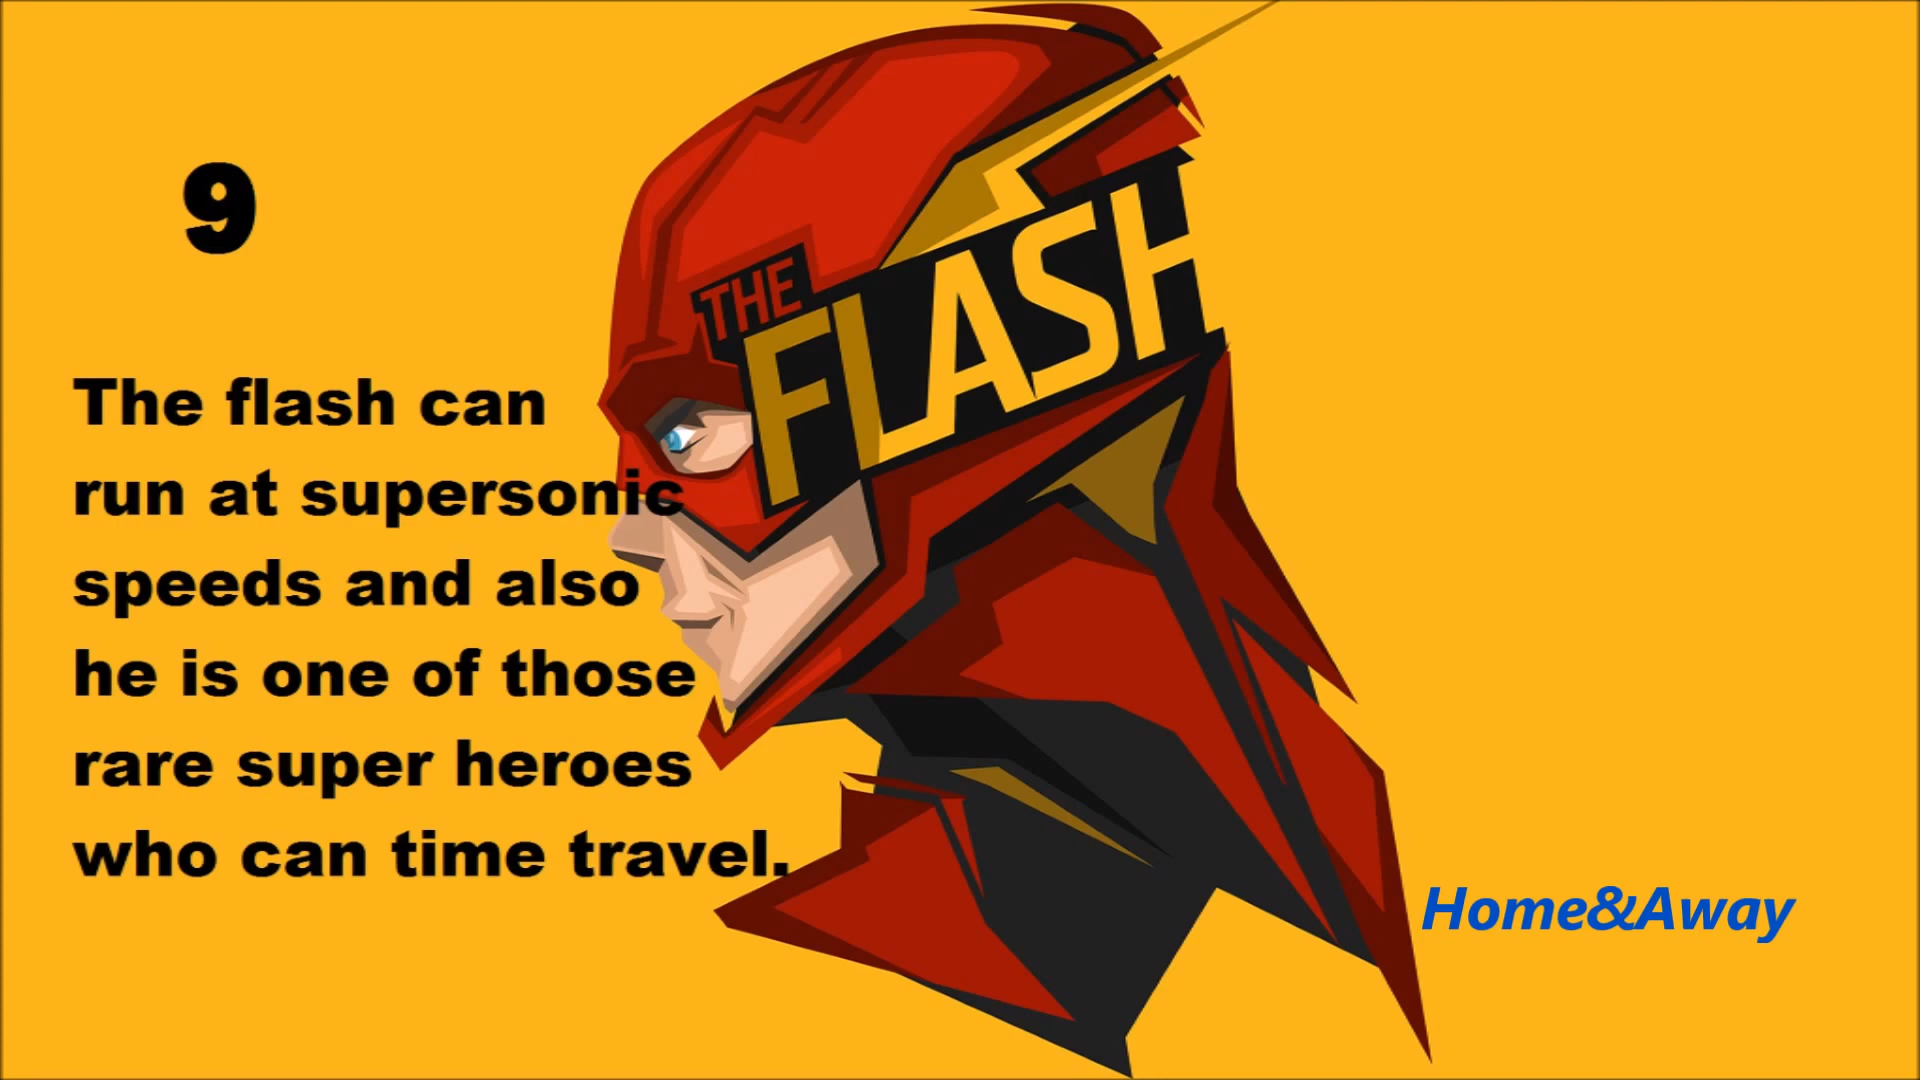 9
THE
FLASH
The flash can
run at supersonic
speeds and also
he is one of those
rare super heroes
who can time travel.
Home&Away